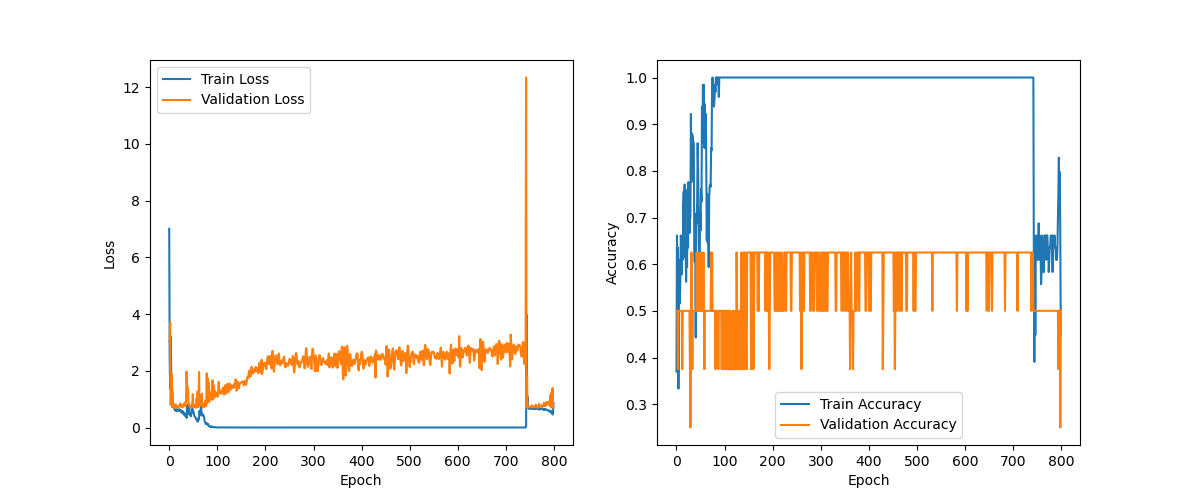 Train Loss
Validation Loss
12
10
8
6
4
2
0
Loss
0 100 200 300 400 500 600 700 800
Epoch
1.0
0.9
0.8
0.7
0.6
0.5
0.4
0.3
Accuracy
Train Accuracy
Validation Accuracy
0 100 200 300 400 500 600 700 800
Epoch